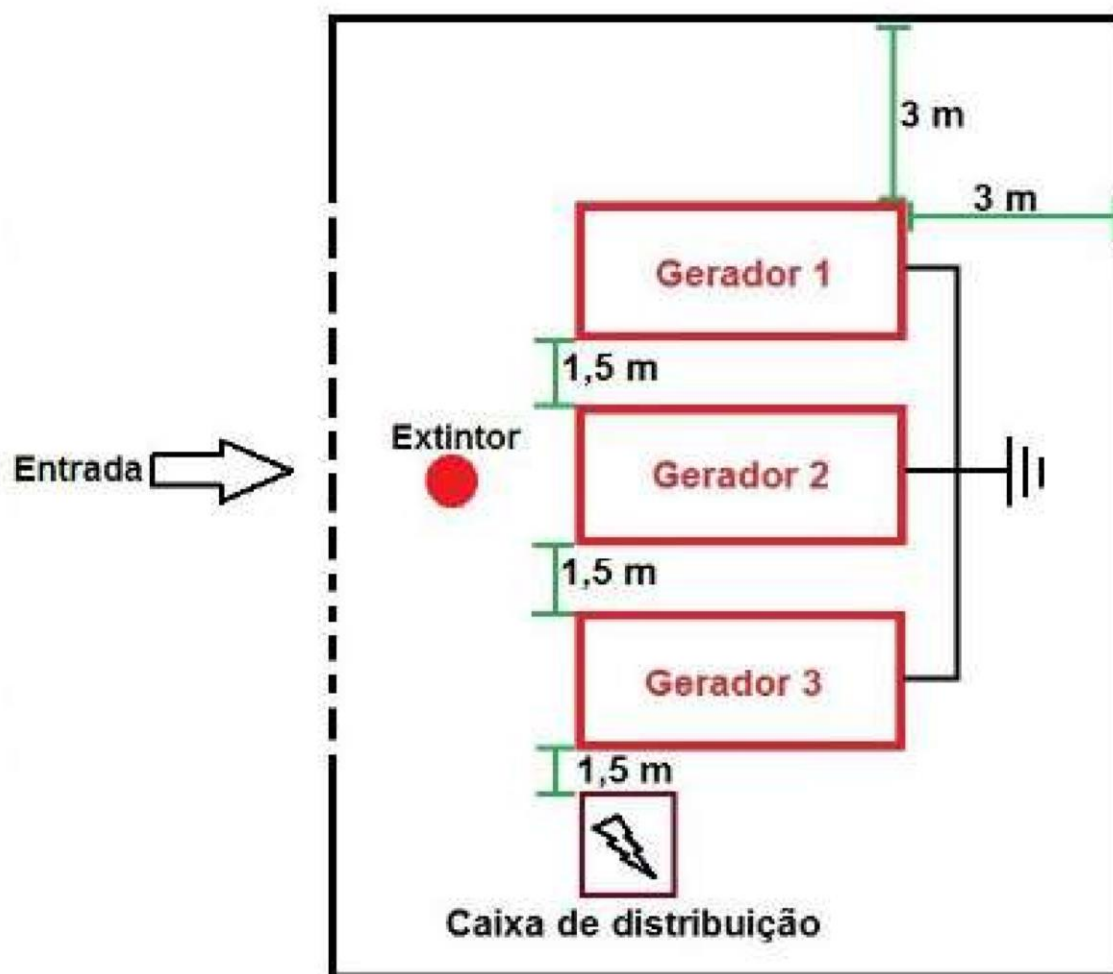 3 m
3 m
Gerador 1
1,5 m
Extintor
Entrada
Gerador 2
1,5 m
Gerador 3
1,5 m
Caixa de distribuição